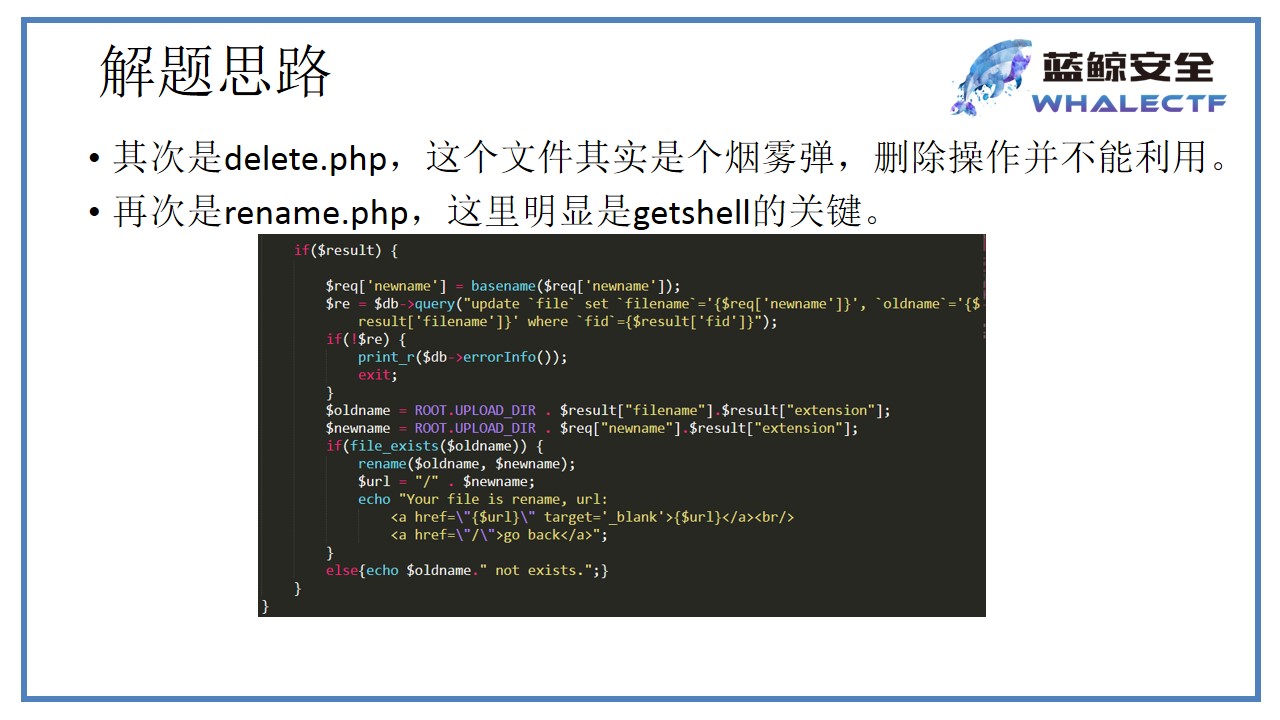 解题思路
蓝鲸安全
WHALECTF
• 其次是delete.php，这个文件其实是个烟雾弹，删除操作并不能利用。
• 再次是rename.php，这里明显是getshell的关键。
if($result) {
$req['newname'] = basename($req['newname']);
$re = $db->query("update `file` set `filename`='{$req['newname']}', `oldname`='{$
result['filename']}' where `fid`={$result['fid']}");
if(!$re) {
print_r($db->errorInfo());
exit;
}
$oldname = ROOT.UPLOAD_DIR . $result["filename"].$result["extension"];
$newname = ROOT.UPLOAD_DIR . $req["newname"].$result["extension"];
if(file_exists($oldname)) {
rename($oldname, $newname);
$url = "/" . $newname;
echo "Your file is rename, url:
<a href=\"{$url}\" target='_blank'>{$url}</a><br/>
<a href=\"/\">go back</a>";
}
else{echo $oldname." not exists.";}
}
}